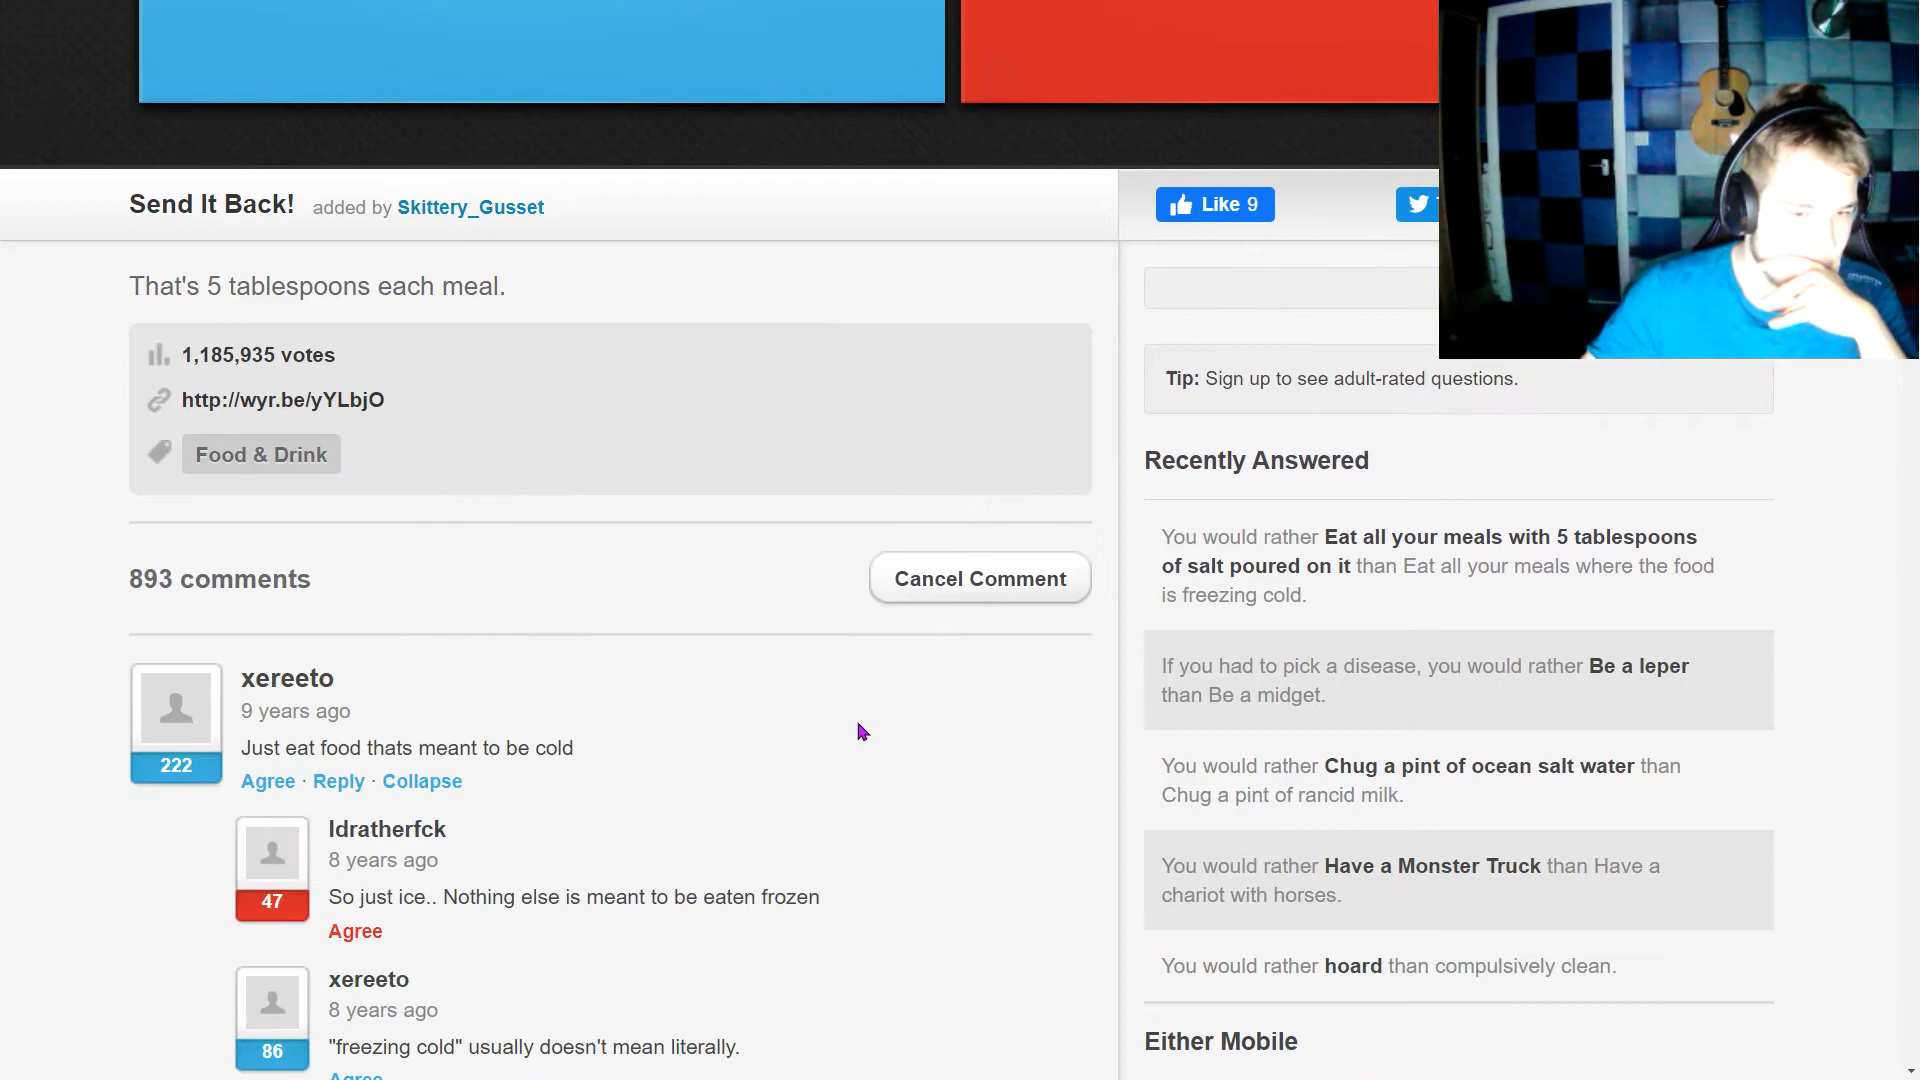 Send It Back! added by Skittery_Gusset
Like 9
That's 5 tablespoons each meal.
1,185,935 votes
http://wyr.be/yYLbjO
Food & Drink
893 comments
Cancel Comment
xereeto
9 years ago
Just eat food thats meant to be cold
222
Agree · Reply · Collapse
Idratherfck
8 years ago
So just ice.. Nothing else is meant to be eaten frozen
47
Agree
xereeto
8 years ago
"freezing cold" usually doesn't mean literally.
86
Agree
Tip: Sign up to see adult-rated questions.
Recently Answered
You would rather Eat all your meals with 5 tablespoons
of salt poured on it than Eat all your meals where the food
is freezing cold.
If you had to pick a disease, you would rather Be a leper
than Be a midget.
You would rather Chug a pint of ocean salt water than
Chug a pint of rancid milk.
You would rather Have a Monster Truck than Have a
chariot with horses.
You would rather hoard than compulsively clean.
Either Mobile